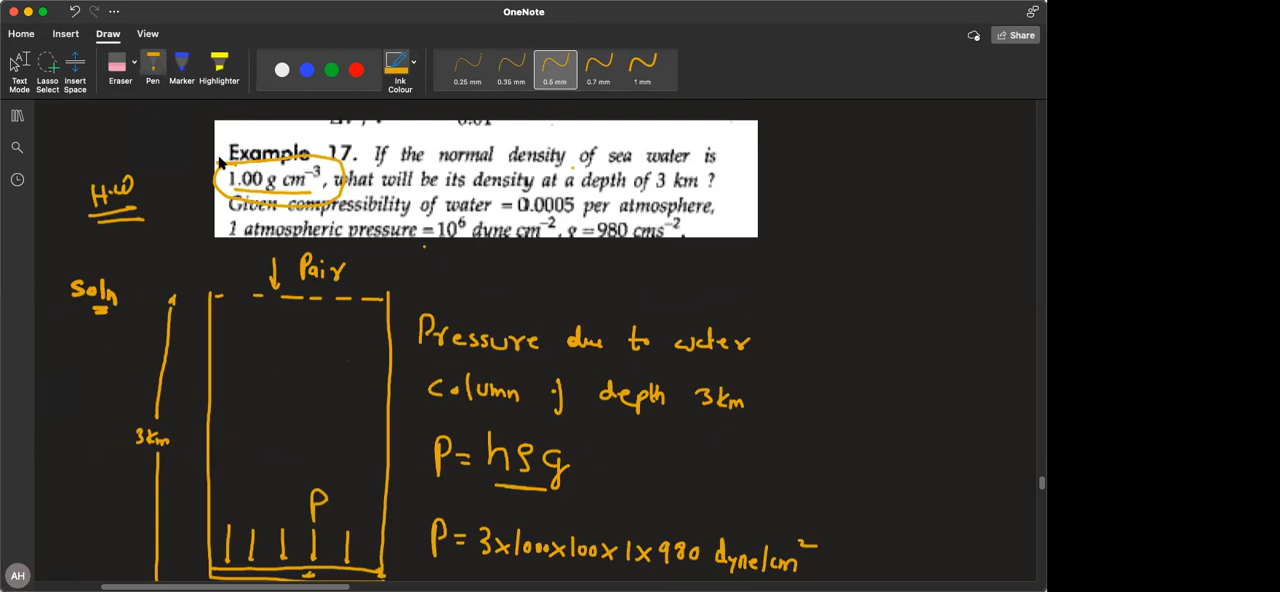 OneNote
Home Insert Draw View
Share
Text Mode
Lasso Select
Insert Space
Eraser
Pen
Marker
Highlighter
Ink Colour
0.25 mm
0.35 mm
0.5 mm
0.7 mm
1 mm
Example 17. If the normal density of sea water is
1.00 g cm⁻³, what will be its density at a depth of 3 km ?
Given compressibility of water = 0.0005 per atmosphere,
1 atmospheric pressure = 10⁶ dyne cm⁻², g = 980 cms⁻².
H.W
Soln
↓ Pair
3km
P
Pressure due to water
column of depth 3km
P = hρg
P = 3×1000×100×1×980 dyne/cm²
AH